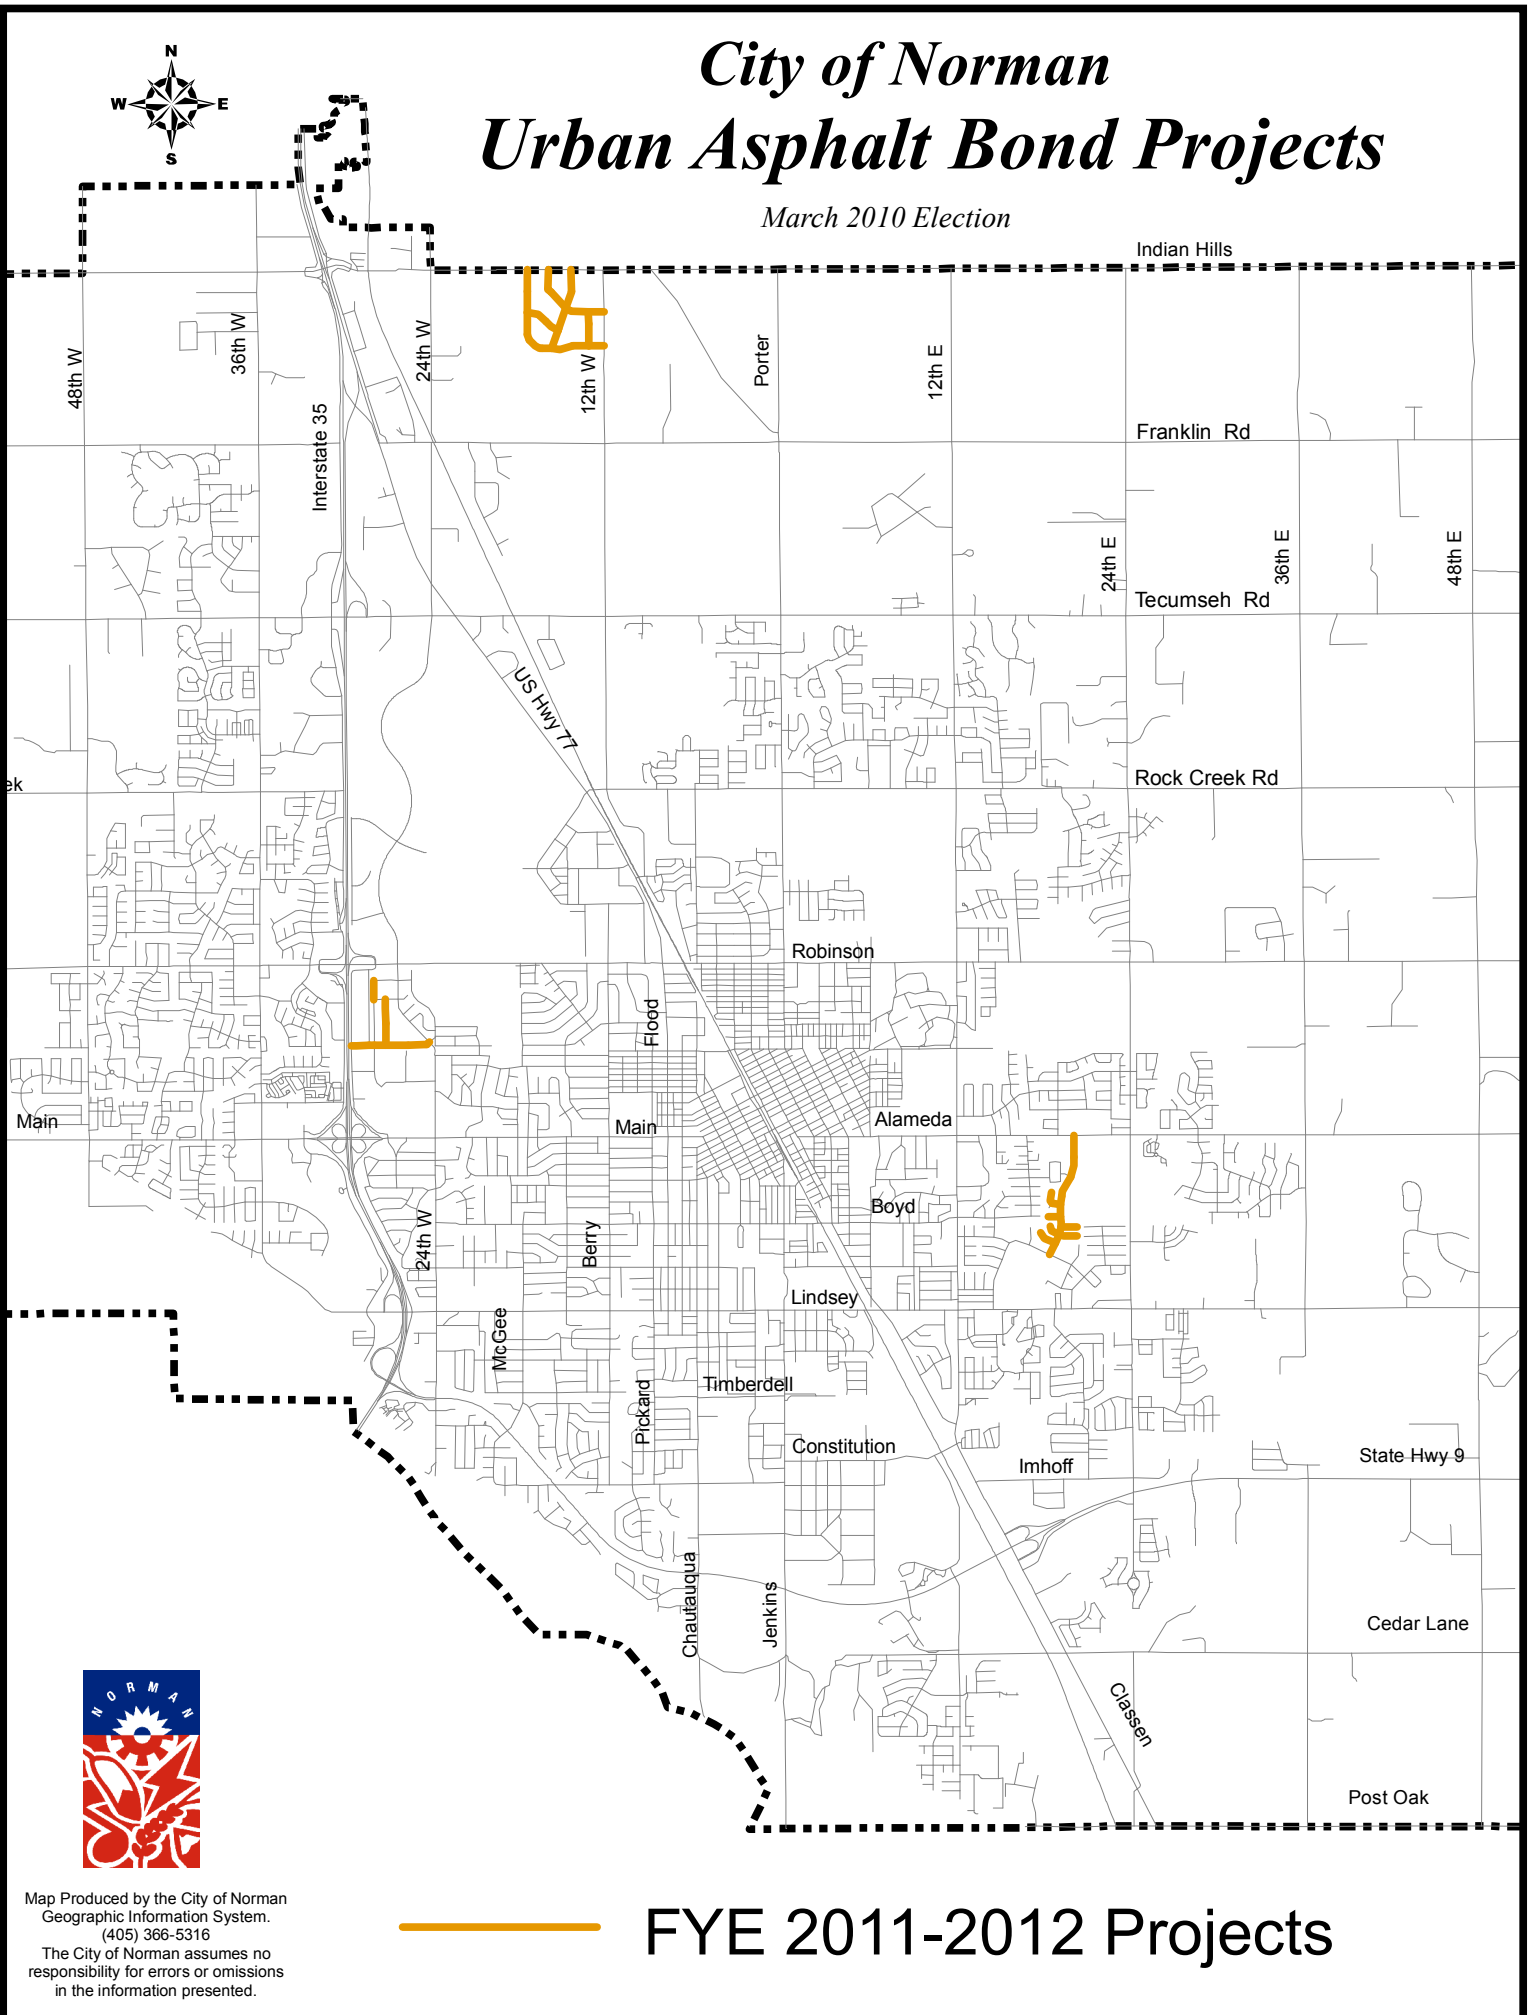 City of Norman
Urban Asphalt Bond Projects
March 2010 Election
N
W
E
S
Indian Hills
48th W
36th W
Interstate 35
24th W
12th W
Porter
12th E
Franklin Rd
24th E
36th E
48th E
Tecumseh Rd
US Hwy 77
ek
Rock Creek Rd
Robinson
Flood
Main
Main
Alameda
Boyd
24th W
Berry
Lindsey
McGee
Timberdell
Pickard
Constitution
Imhoff
State Hwy 9
Chautauqua
Jenkins
Cedar Lane
Classen
Post Oak
NORMAN
Map Produced by the City of Norman
Geographic Information System.
(405) 366-5316
The City of Norman assumes no
responsibility for errors or omissions
in the information presented.
FYE 2011-2012 Projects